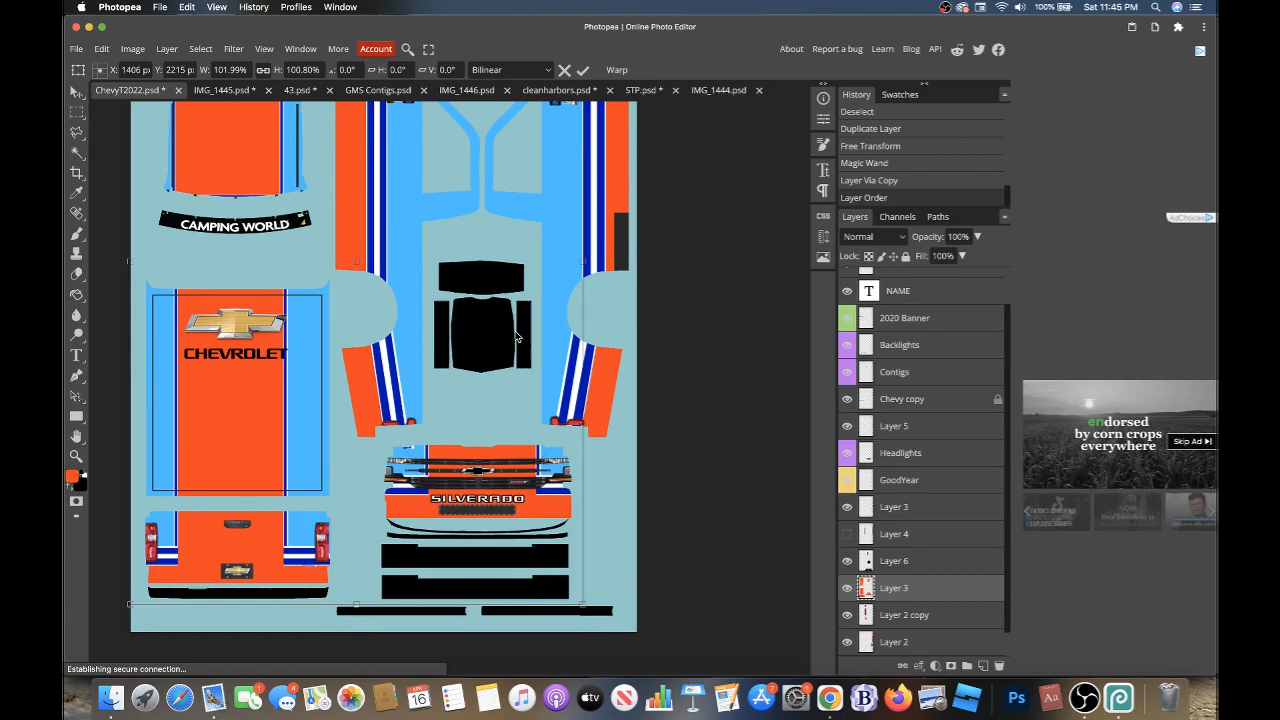 Photopea File Edit View History Profiles Window 100% Sat 11:45 PM
Photopea | Online Photo Editor
File Edit Image Layer Select Filter View Window More Account About Report a bug Learn Blog API
X: 1406 px Y: 2215 px W: 101.99% H: 100.80% 0.0° H: 0.0° V: 0.0° Bilinear Warp
ChevyT2022.psd * IMG_1445.psd * 43.psd * GMS Contigs.psd IMG_1446.psd cleanharbors.psd * STP.psd * IMG_1444.psd
History Swatches
Deselect
Duplicate Layer
Free Transform
Magic Wand
Layer Via Copy
Layer Order
Layers Channels Paths
Normal Opacity: 100%
Lock: Fill: 100%
T NAME
2020 Banner
Backlights
Contigs
Chevy copy
Layer 5
Headlights
GoodYear
Layer 3
Layer 4
Layer 6
Layer 3
Layer 2 copy
Layer 2
CSS
CAMPING WORLD
CHEVROLET
SILVERADO
AdChoices
endorsed
by corn crops
everywhere
Skip Ad
Establishing secure connection...
APR
16
Ps
Aa